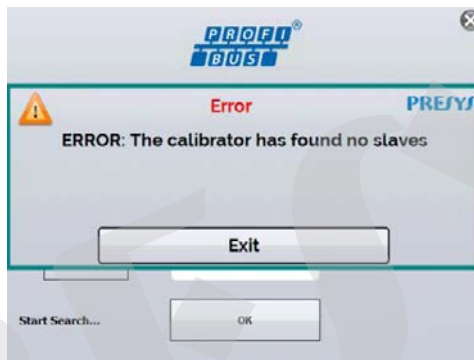 PROFI®
BUS
Error
PRESYS
ERROR: The calibrator has found no slaves
Exit
Start Search...
OK